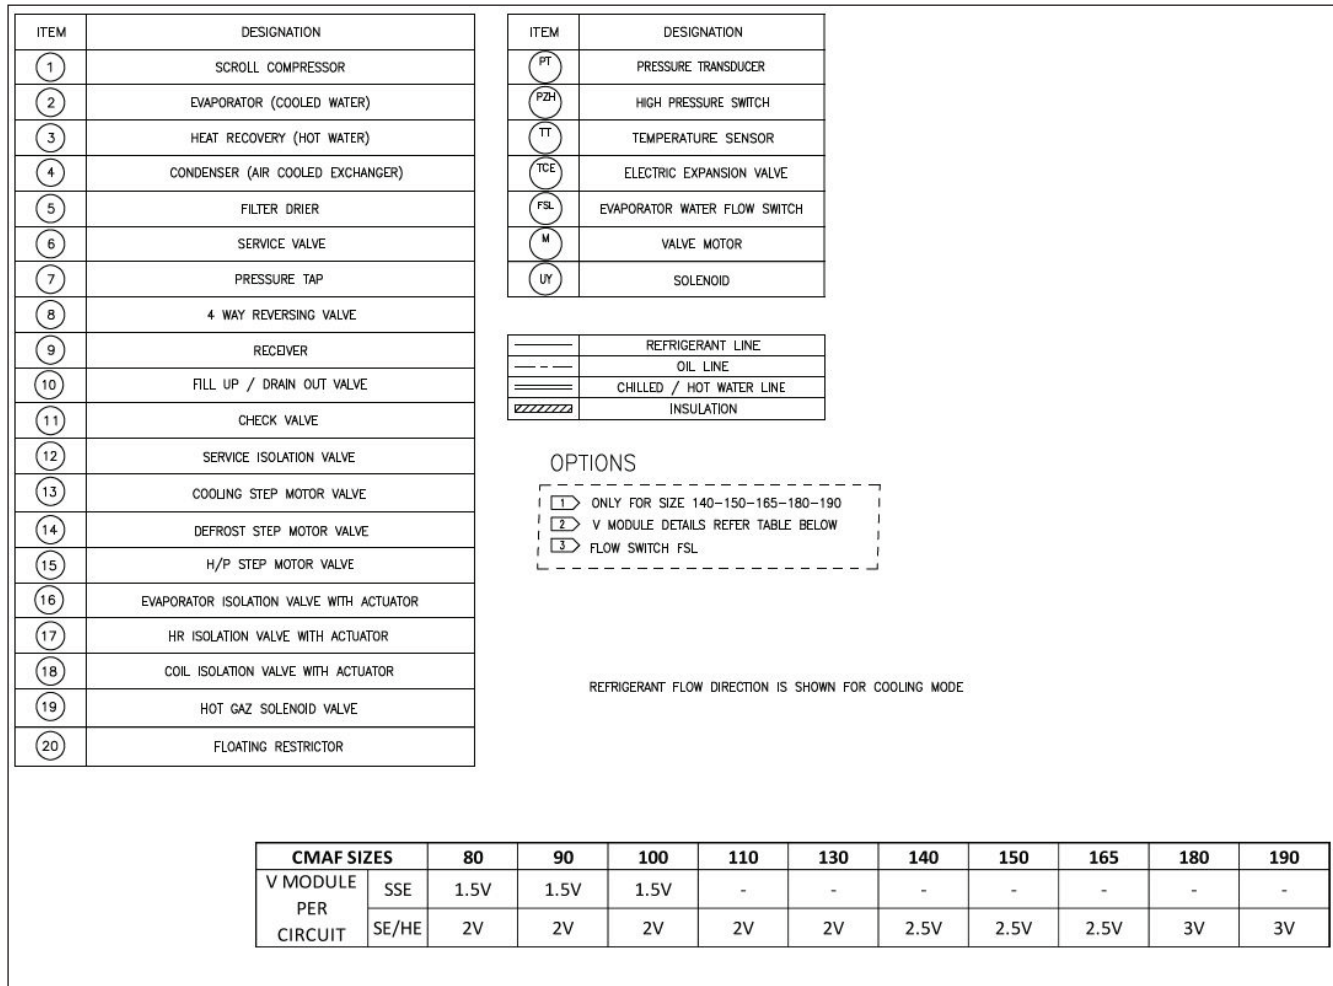 ITEM DESIGNATION
1 SCROLL COMPRESSOR
2 EVAPORATOR (COOLED WATER)
3 HEAT RECOVERY (HOT WATER)
4 CONDENSER (AIR COOLED EXCHANGER)
5 FILTER DRIER
6 SERVICE VALVE
7 PRESSURE TAP
8 4 WAY REVERSING VALVE
9 RECEIVER
10 FILL UP / DRAIN OUT VALVE
11 CHECK VALVE
12 SERVICE ISOLATION VALVE
13 COOLING STEP MOTOR VALVE
14 DEFROST STEP MOTOR VALVE
15 H/P STEP MOTOR VALVE
16 EVAPORATOR ISOLATION VALVE WITH ACTUATOR
17 HR ISOLATION VALVE WITH ACTUATOR
18 COIL ISOLATION VALVE WITH ACTUATOR
19 HOT GAZ SOLENOID VALVE
20 FLOATING RESTRICTOR
ITEM DESIGNATION
PT PRESSURE TRANSDUCER
PZH HIGH PRESSURE SWITCH
TT TEMPERATURE SENSOR
TCE ELECTRIC EXPANSION VALVE
FSL EVAPORATOR WATER FLOW SWITCH
M VALVE MOTOR
UY SOLENOID
REFRIGERANT LINE
OIL LINE
CHILLED / HOT WATER LINE
INSULATION
OPTIONS
1 ONLY FOR SIZE 140-150-165-180-190
2 V MODULE DETAILS REFER TABLE BELOW
3 FLOW SWITCH FSL
REFRIGERANT FLOW DIRECTION IS SHOWN FOR COOLING MODE
CMAF SIZES 80 90 100 110 130 140 150 165 180 190
V MODULE PER CIRCUIT
SSE 1.5V 1.5V 1.5V - - - - - - -
SE/HE 2V 2V 2V 2V 2V 2.5V 2.5V 2.5V 3V 3V